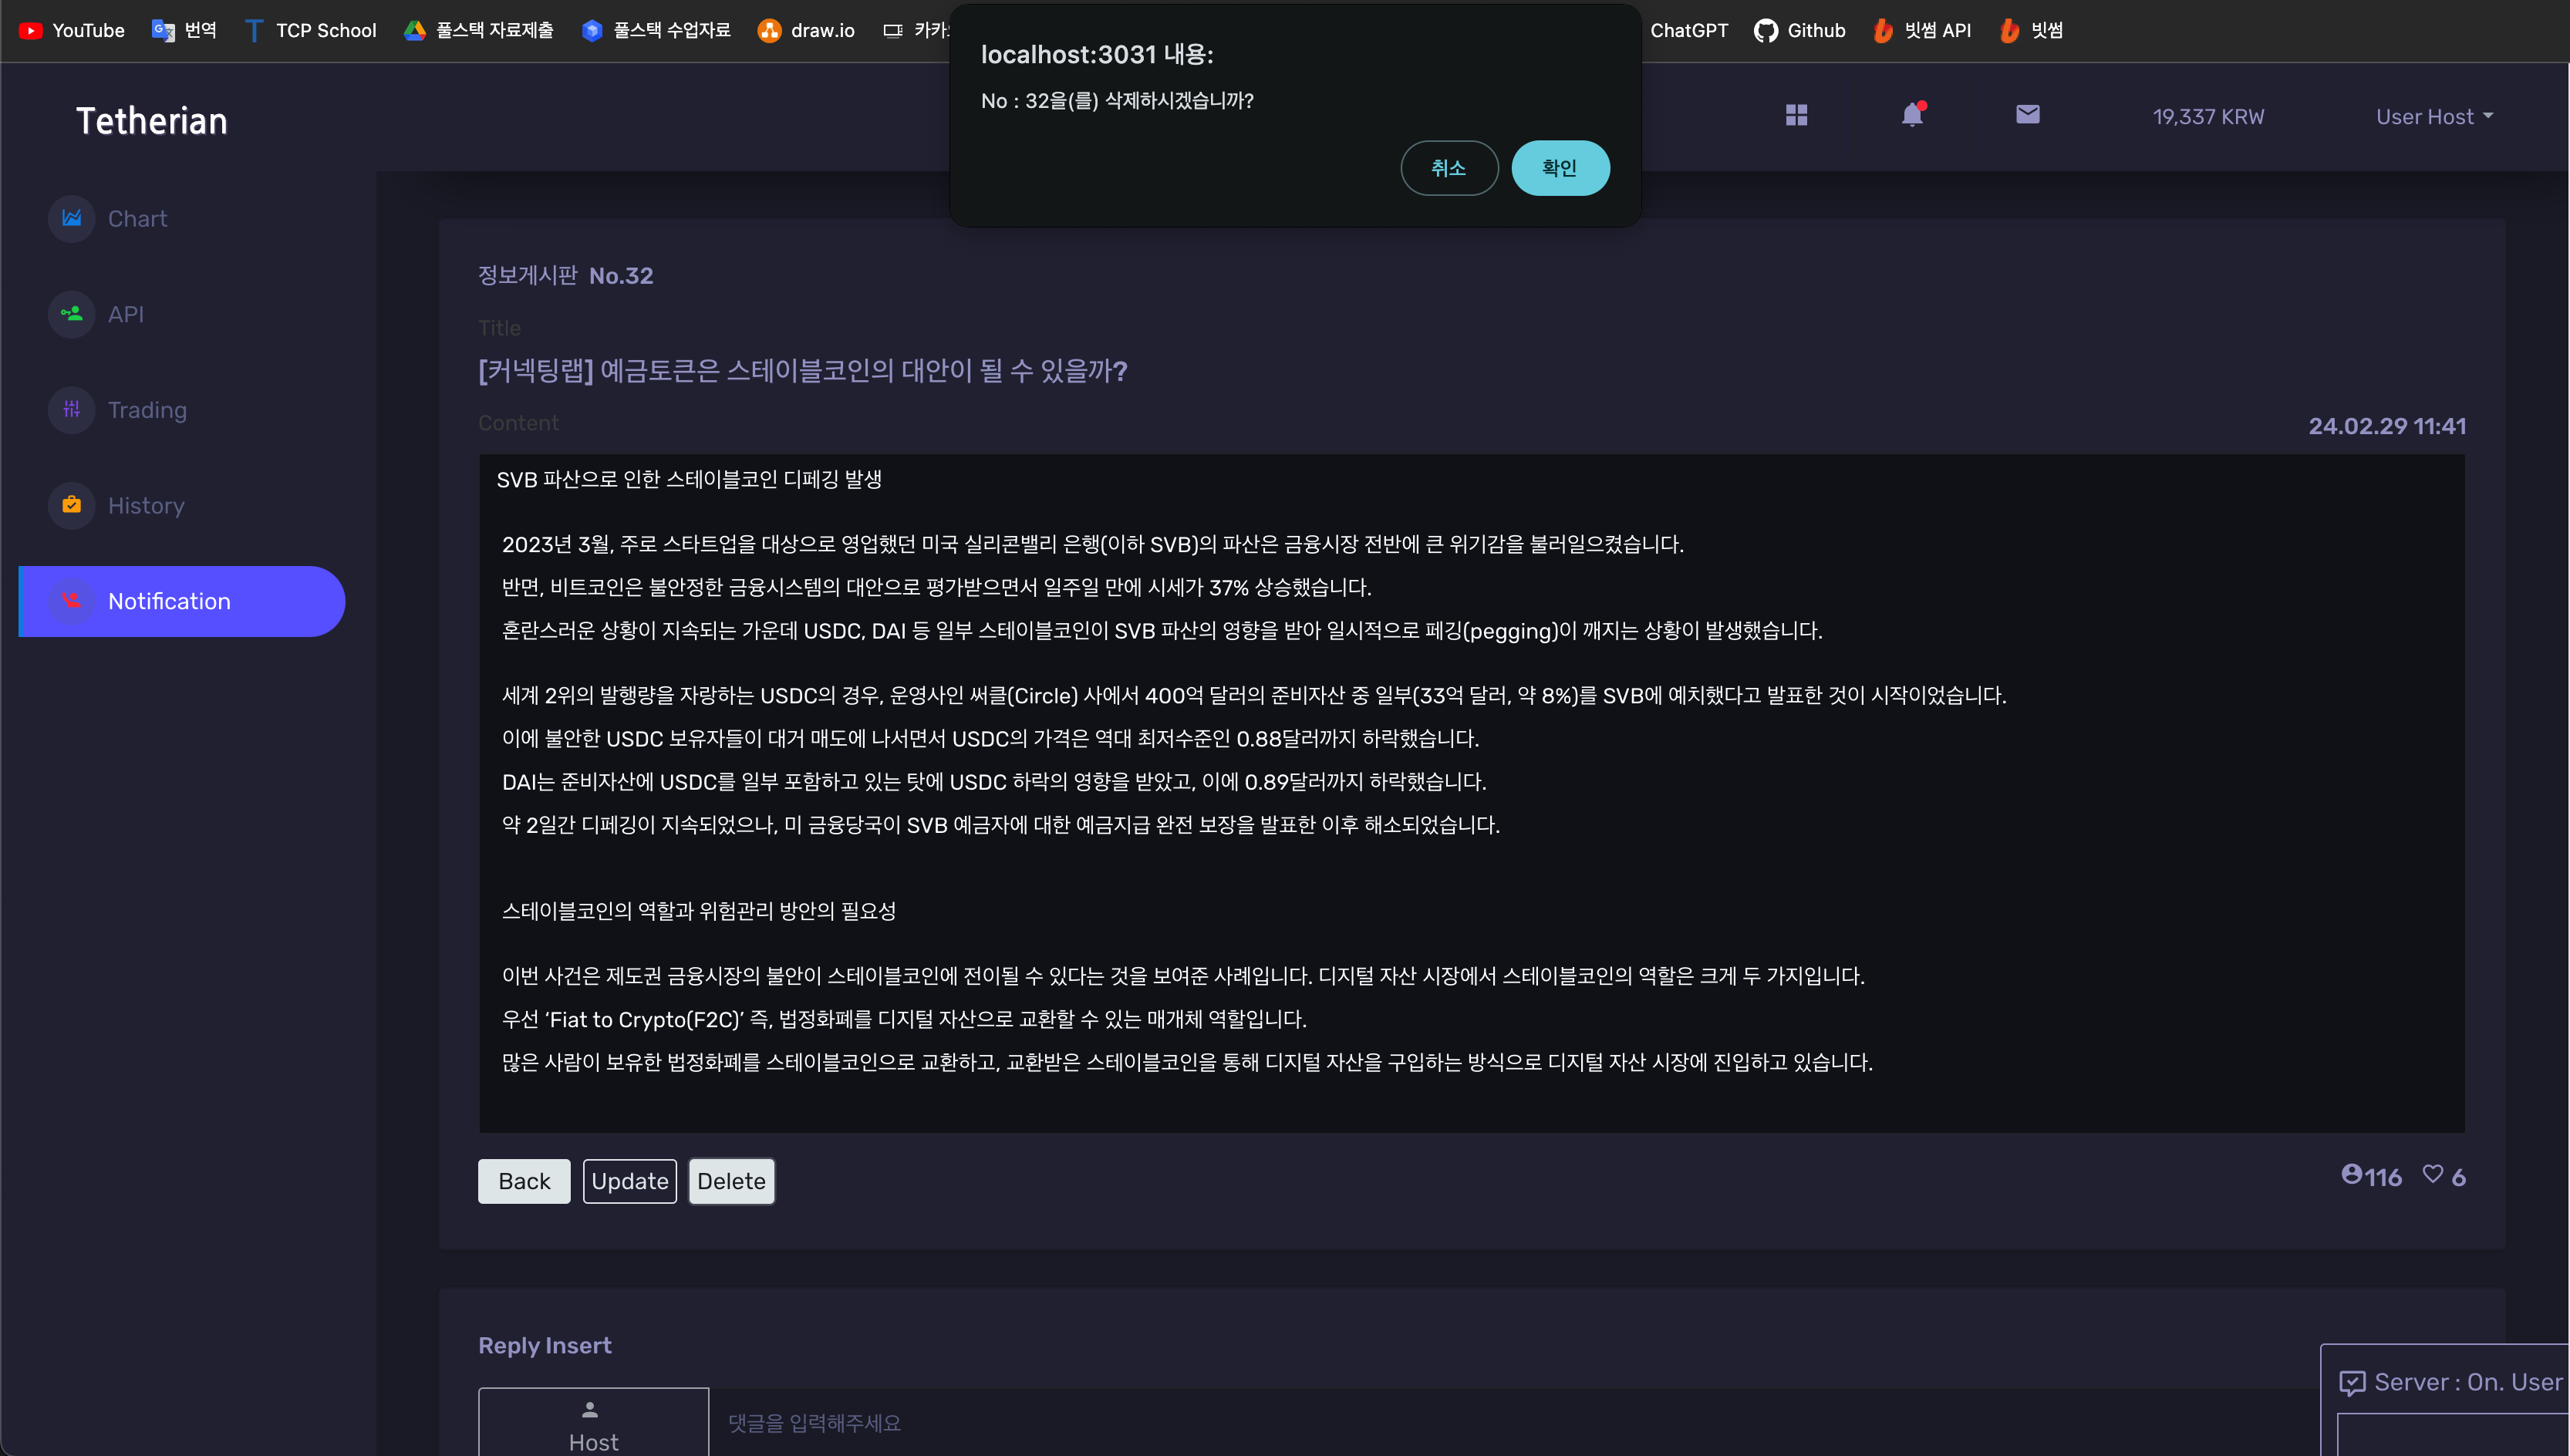 YouTube 번역 TCP School 풀스택 자료제출 풀스택 수업자료 draw.io ChatGPT Github 빗썸 API 빗썸
localhost:3031 내용:
No : 32을(를) 삭제하시겠습니까?
취소 확인
Tetherian
19,337 KRW User Host
Chart
API
Trading
History
Notification
정보게시판 No.32
Title
[커넥팅랩] 예금토큰은 스테이블코인의 대안이 될 수 있을까?
Content
24.02.29 11:41
SVB 파산으로 인한 스테이블코인 디페깅 발생
2023년 3월, 주로 스타트업을 대상으로 영업했던 미국 실리콘밸리 은행(이하 SVB)의 파산은 금융시장 전반에 큰 위기감을 불러일으켰습니다.
반면, 비트코인은 불안정한 금융시스템의 대안으로 평가받으면서 일주일 만에 시세가 37% 상승했습니다.
혼란스러운 상황이 지속되는 가운데 USDC, DAI 등 일부 스테이블코인이 SVB 파산의 영향을 받아 일시적으로 페깅(pegging)이 깨지는 상황이 발생했습니다.
세계 2위의 발행량을 자랑하는 USDC의 경우, 운영사인 써클(Circle) 사에서 400억 달러의 준비자산 중 일부(33억 달러, 약 8%)를 SVB에 예치했다고 발표한 것이 시작이었습니다.
이에 불안한 USDC 보유자들이 대거 매도에 나서면서 USDC의 가격은 역대 최저수준인 0.88달러까지 하락했습니다.
DAI는 준비자산에 USDC를 일부 포함하고 있는 탓에 USDC 하락의 영향을 받았고, 이에 0.89달러까지 하락했습니다.
약 2일간 디페깅이 지속되었으나, 미 금융당국이 SVB 예금자에 대한 예금지급 완전 보장을 발표한 이후 해소되었습니다.
스테이블코인의 역할과 위험관리 방안의 필요성
이번 사건은 제도권 금융시장의 불안이 스테이블코인에 전이될 수 있다는 것을 보여준 사례입니다. 디지털 자산 시장에서 스테이블코인의 역할은 크게 두 가지입니다.
우선 ‘Fiat to Crypto(F2C)’ 즉, 법정화폐를 디지털 자산으로 교환할 수 있는 매개체 역할입니다.
많은 사람이 보유한 법정화폐를 스테이블코인으로 교환하고, 교환받은 스테이블코인을 통해 디지털 자산을 구입하는 방식으로 디지털 자산 시장에 진입하고 있습니다.
Back Update Delete
116 6
Reply Insert
Server : On. User
Host
댓글을 입력해주세요